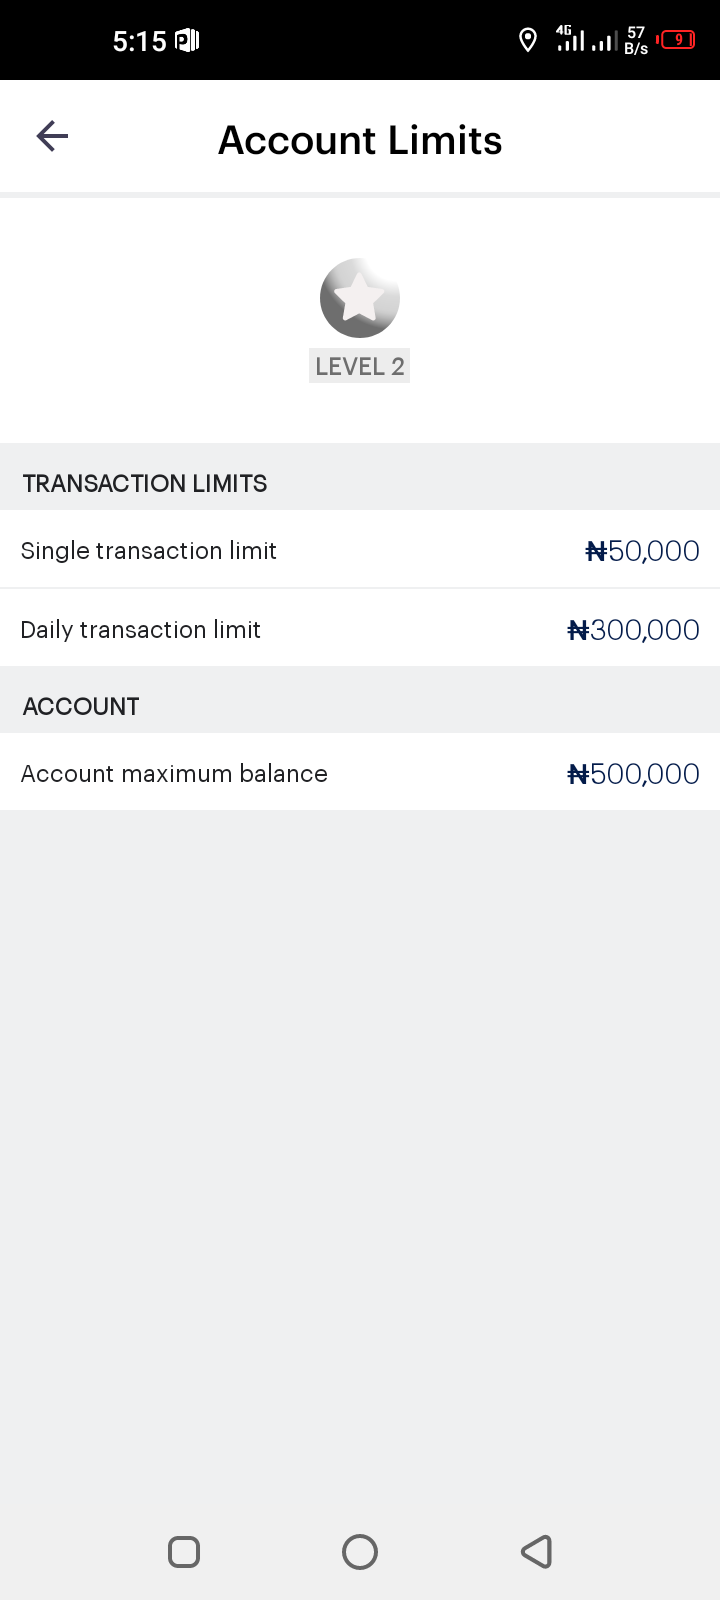 5:15
4G
57
B/s
9
Account Limits
LEVEL 2
TRANSACTION LIMITS
Single transaction limit ₦50,000
Daily transaction limit ₦300,000
ACCOUNT
Account maximum balance ₦500,000